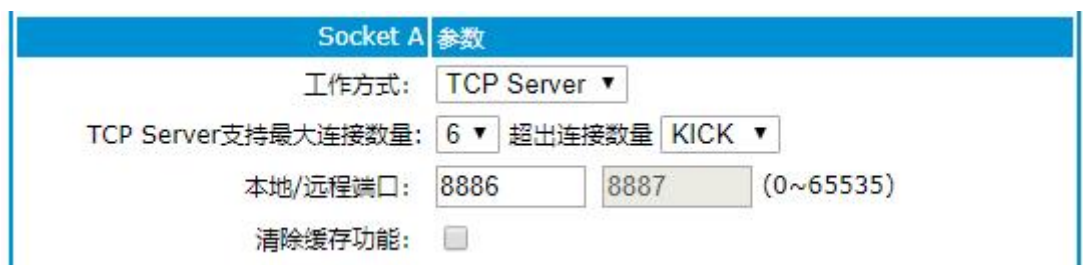 Socket A 参数
工作方式: TCP Server ▼
TCP Server支持最大连接数量: 6 ▼ 超出连接数量 KICK ▼
本地/远程端口: 8886 8887 (0~65535)
清除缓存功能: